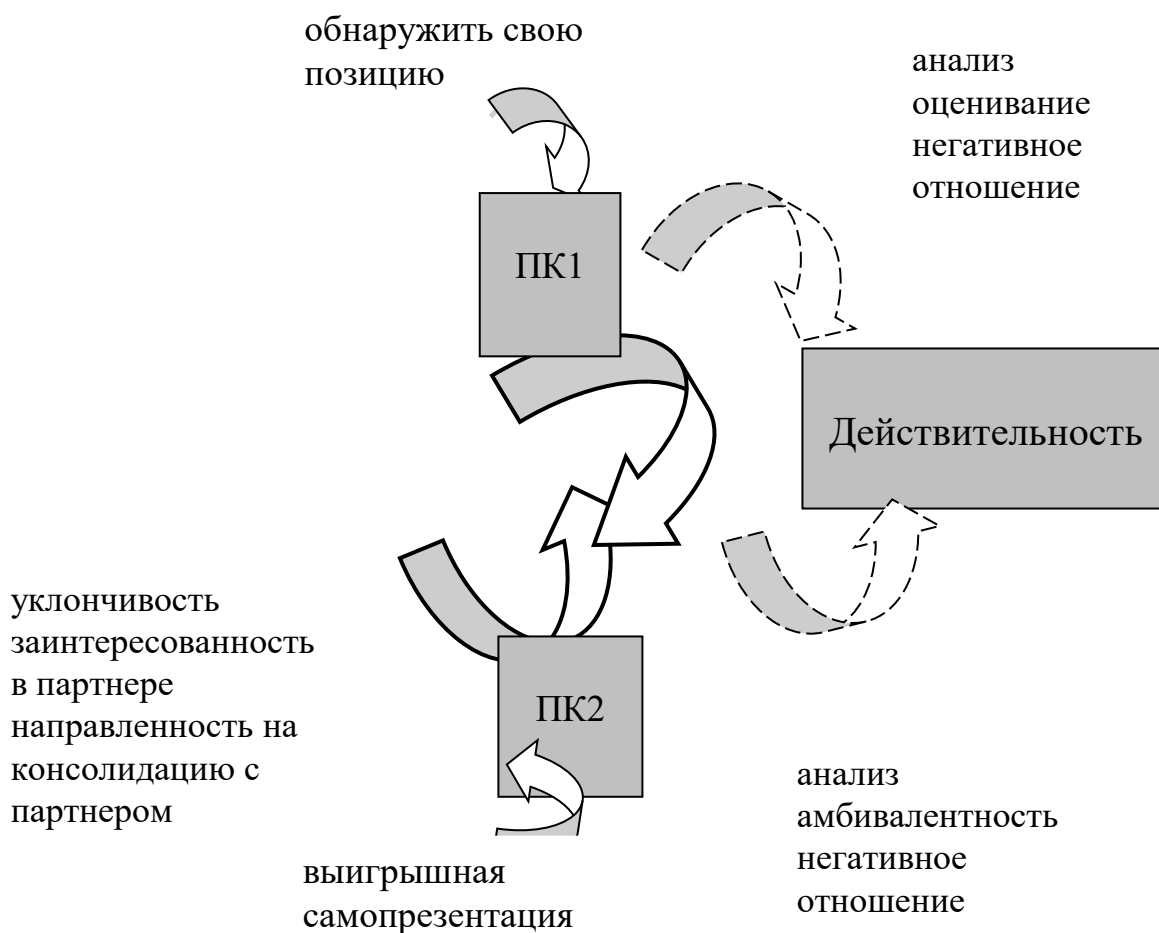 обнаружить свою
позицию
анализ
оценивание
негативное
отношение
ПК1
Действительность
уклончивость
заинтересованность
в партнере
направленность на
консолидацию с
партнером
ПК2
анализ
амбивалентность
негативное
отношение
выигрышная
самопрезентация